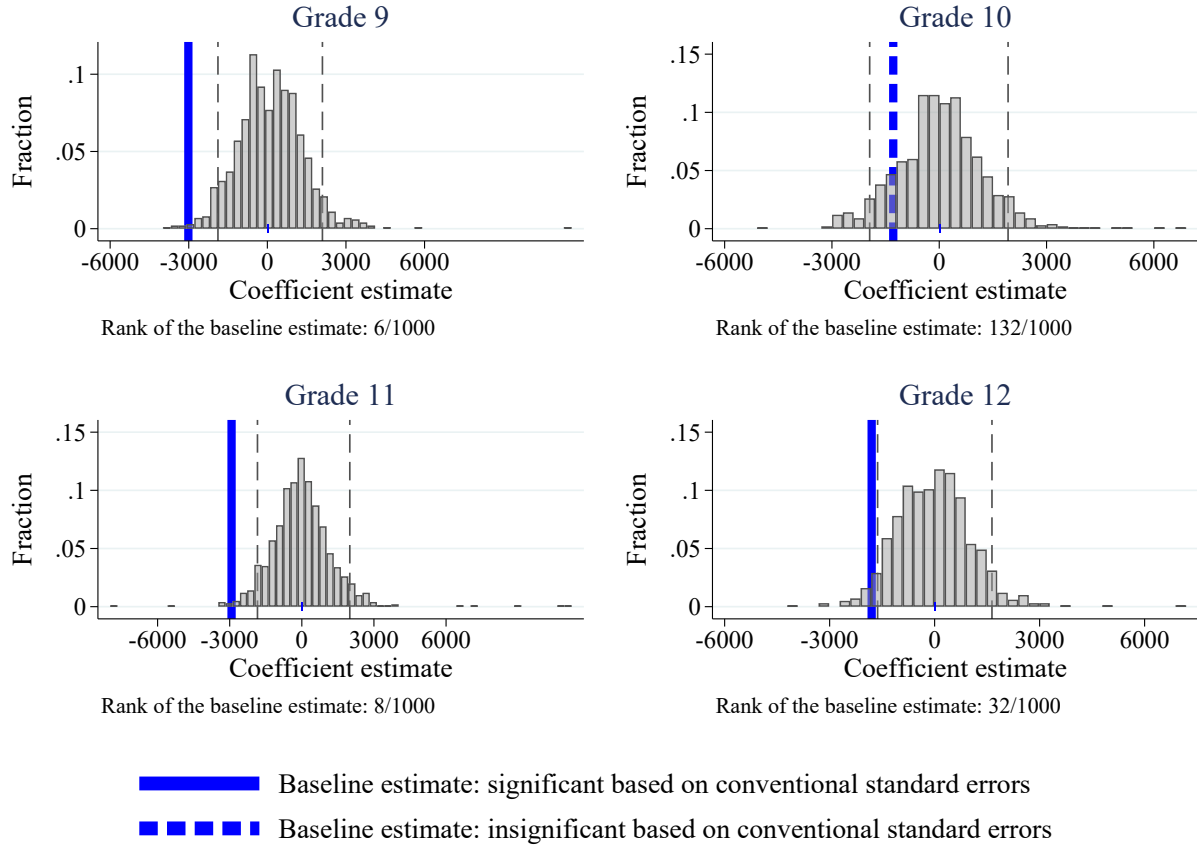 Grade 9
Fraction
.1
.05
0
-6000 -3000 0 3000 6000
Coefficient estimate
Rank of the baseline estimate: 6/1000
Grade 10
Fraction
.15
.1
.05
0
-6000 -3000 0 3000 6000
Coefficient estimate
Rank of the baseline estimate: 132/1000
Grade 11
Fraction
.15
.1
.05
0
-6000 -3000 0 3000 6000
Coefficient estimate
Rank of the baseline estimate: 8/1000
Grade 12
Fraction
.15
.1
.05
0
-6000 -3000 0 3000 6000
Coefficient estimate
Rank of the baseline estimate: 32/1000
Baseline estimate: significant based on conventional standard errors
Baseline estimate: insignificant based on conventional standard errors